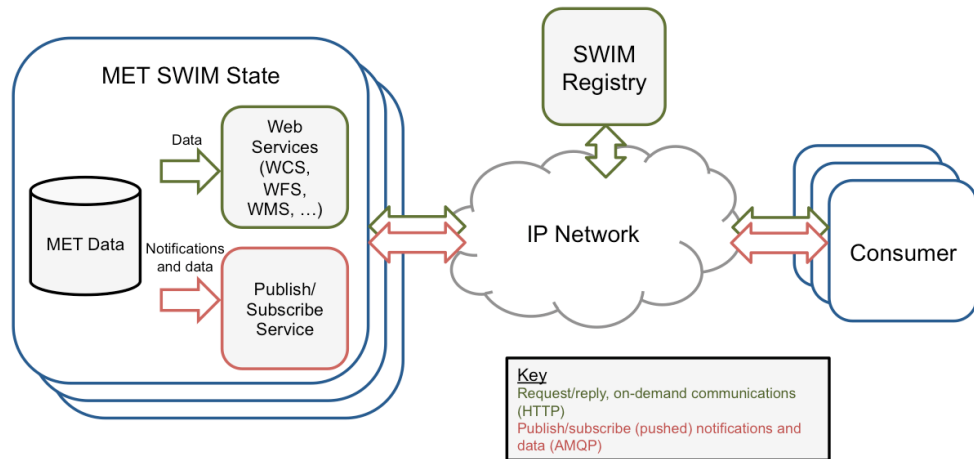 MET SWIM State
Data
Web
Services
(WCS,
WFS,
WMS, …)
MET Data
Notifications
and data
Publish/
Subscribe
Service
SWIM
Registry
IP Network
Consumer
Key
Request/reply, on-demand communications
(HTTP)
Publish/subscribe (pushed) notifications and
data (AMQP)